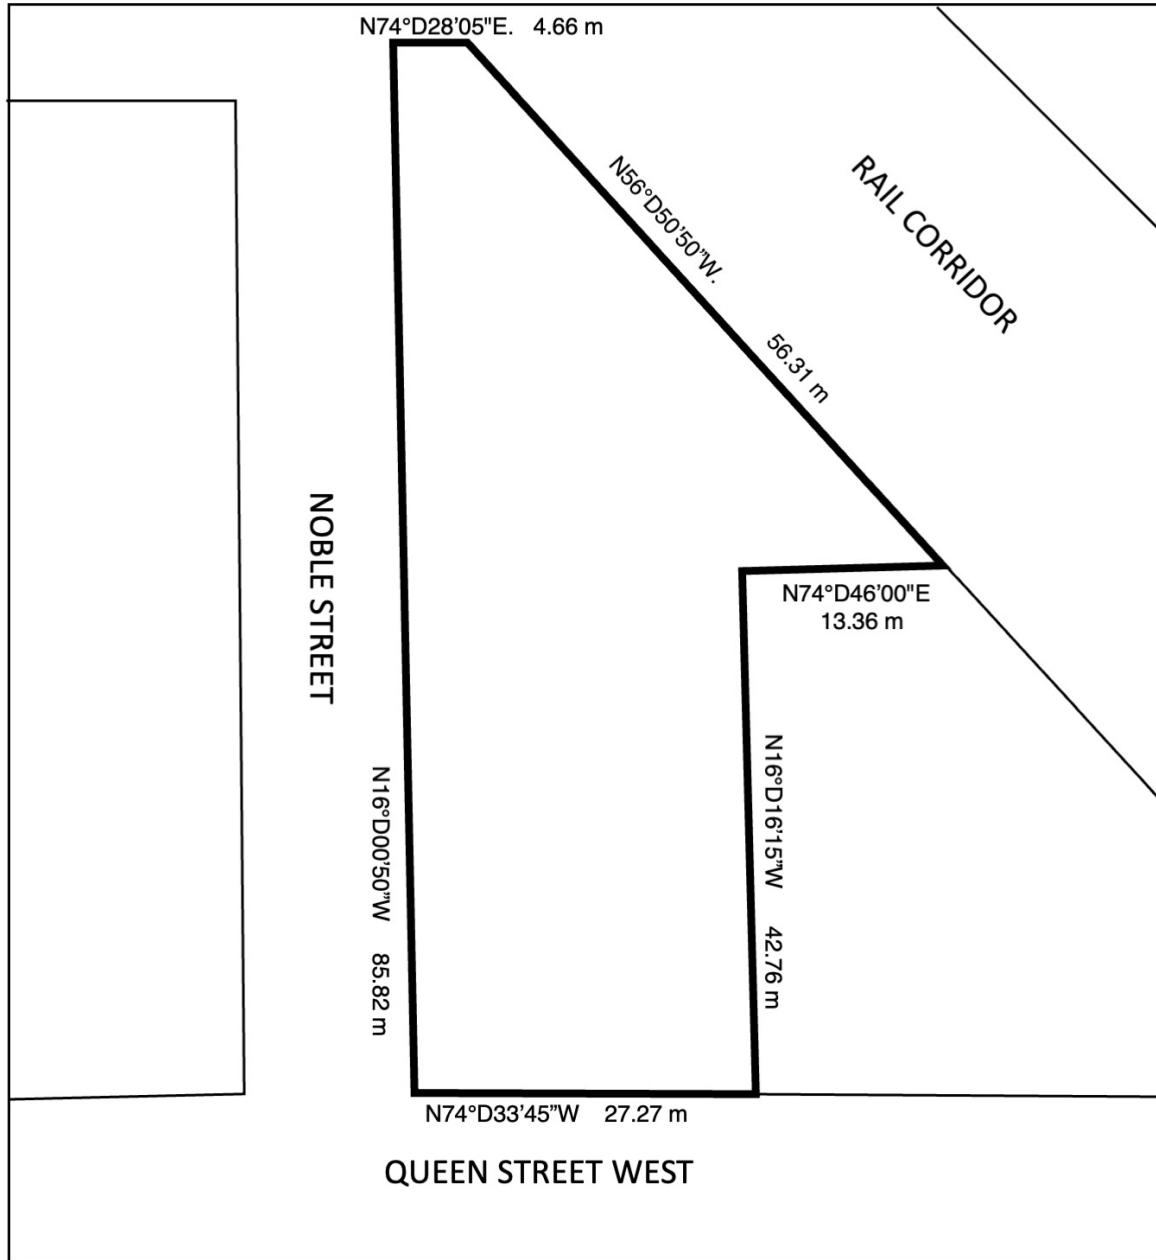 N74°D28'05"E. 4.66 m
N56°D50'50”W.
56.31 m
RAIL CORRIDOR
NOBLE STREET
N74°D46'00"E
13.36 m
N16°D00'50”W 85.82 m
N16°D16'15”W 42.76 m
N74°D33'45”W 27.27 m
QUEEN STREET WEST